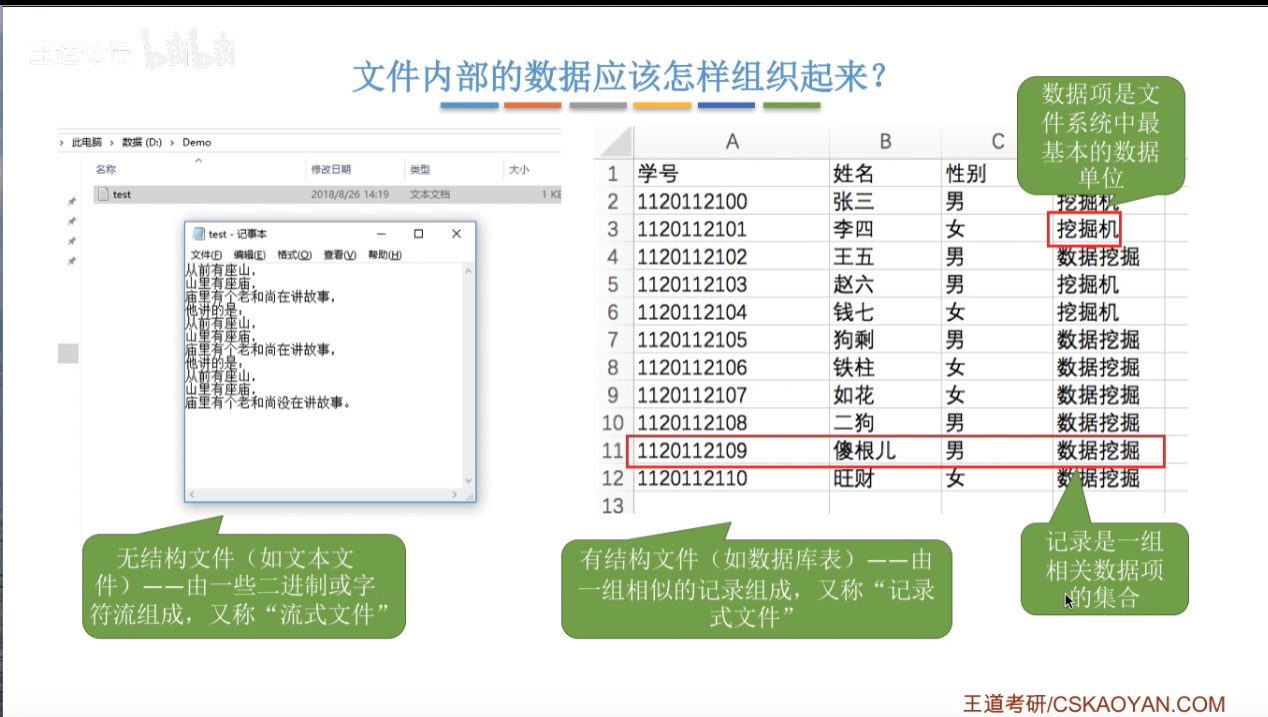 王道论坛 bilibili
文件内部的数据应该怎样组织起来？
数据项是文
件系统中最
基本的数据
单位
此电脑 › 数据 (D:) › Demo
名称 修改日期 类型 大小
test 2018/8/26 14:19 文本文档 1 KB
test - 记事本
文件(F) 编辑(E) 格式(O) 查看(V) 帮助(H)
从前有座山，
山里有座庙，
庙里有个老和尚在讲故事，
他讲的是：
从前有座山，
山里有座庙，
庙里有个老和尚在讲故事，
他讲的是：
从前有座山，
山里有座庙，
庙里有个老和尚没在讲故事。
A B C
1 学号 姓名 性别
2 1120112100 张三 男 挖掘机
3 1120112101 李四 女 挖掘机
4 1120112102 王五 男 数据挖掘
5 1120112103 赵六 男 挖掘机
6 1120112104 钱七 女 挖掘机
7 1120112105 狗剩 男 数据挖掘
8 1120112106 铁柱 女 数据挖掘
9 1120112107 如花 女 数据挖掘
10 1120112108 二狗 男 数据挖掘
11 1120112109 傻根儿 男 数据挖掘
12 1120112110 旺财 女 数据挖掘
13
无结构文件（如文本文
件）——由一些二进制或字
符流组成，又称“流式文件”
有结构文件（如数据库表）——由
一组相似的记录组成，又称“记录
式文件”
记录是一组
相关数据项
的集合
王道考研/CSKAOYAN.COM